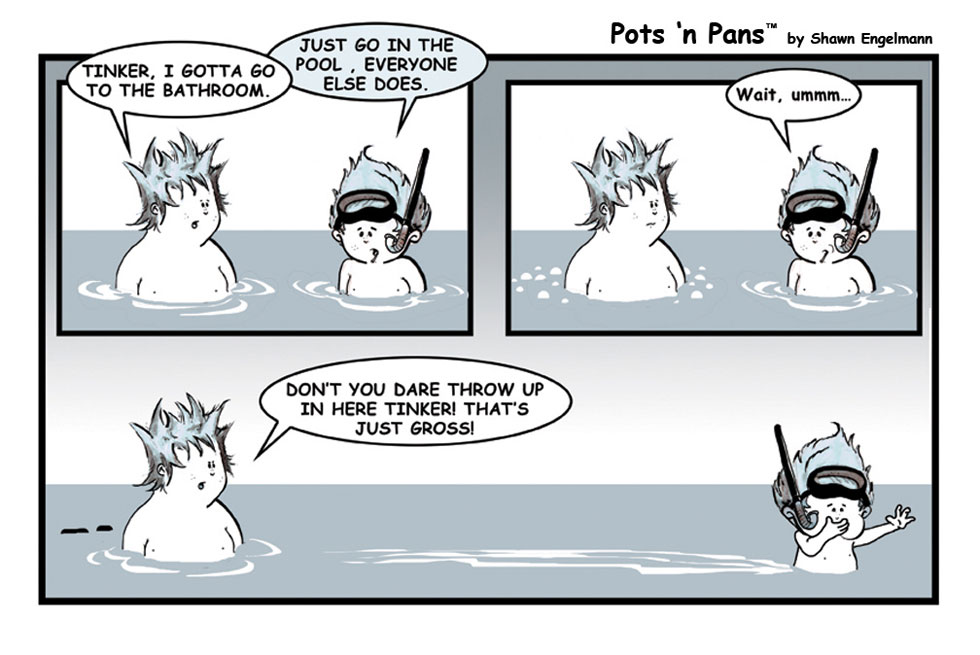 Pots 'n Pans™ by Shawn Engelmann
TINKER, I GOTTA GO
TO THE BATHROOM.
JUST GO IN THE
POOL , EVERYONE
ELSE DOES.
Wait, ummm...
DON'T YOU DARE THROW UP
IN HERE TINKER! THAT'S
JUST GROSS!